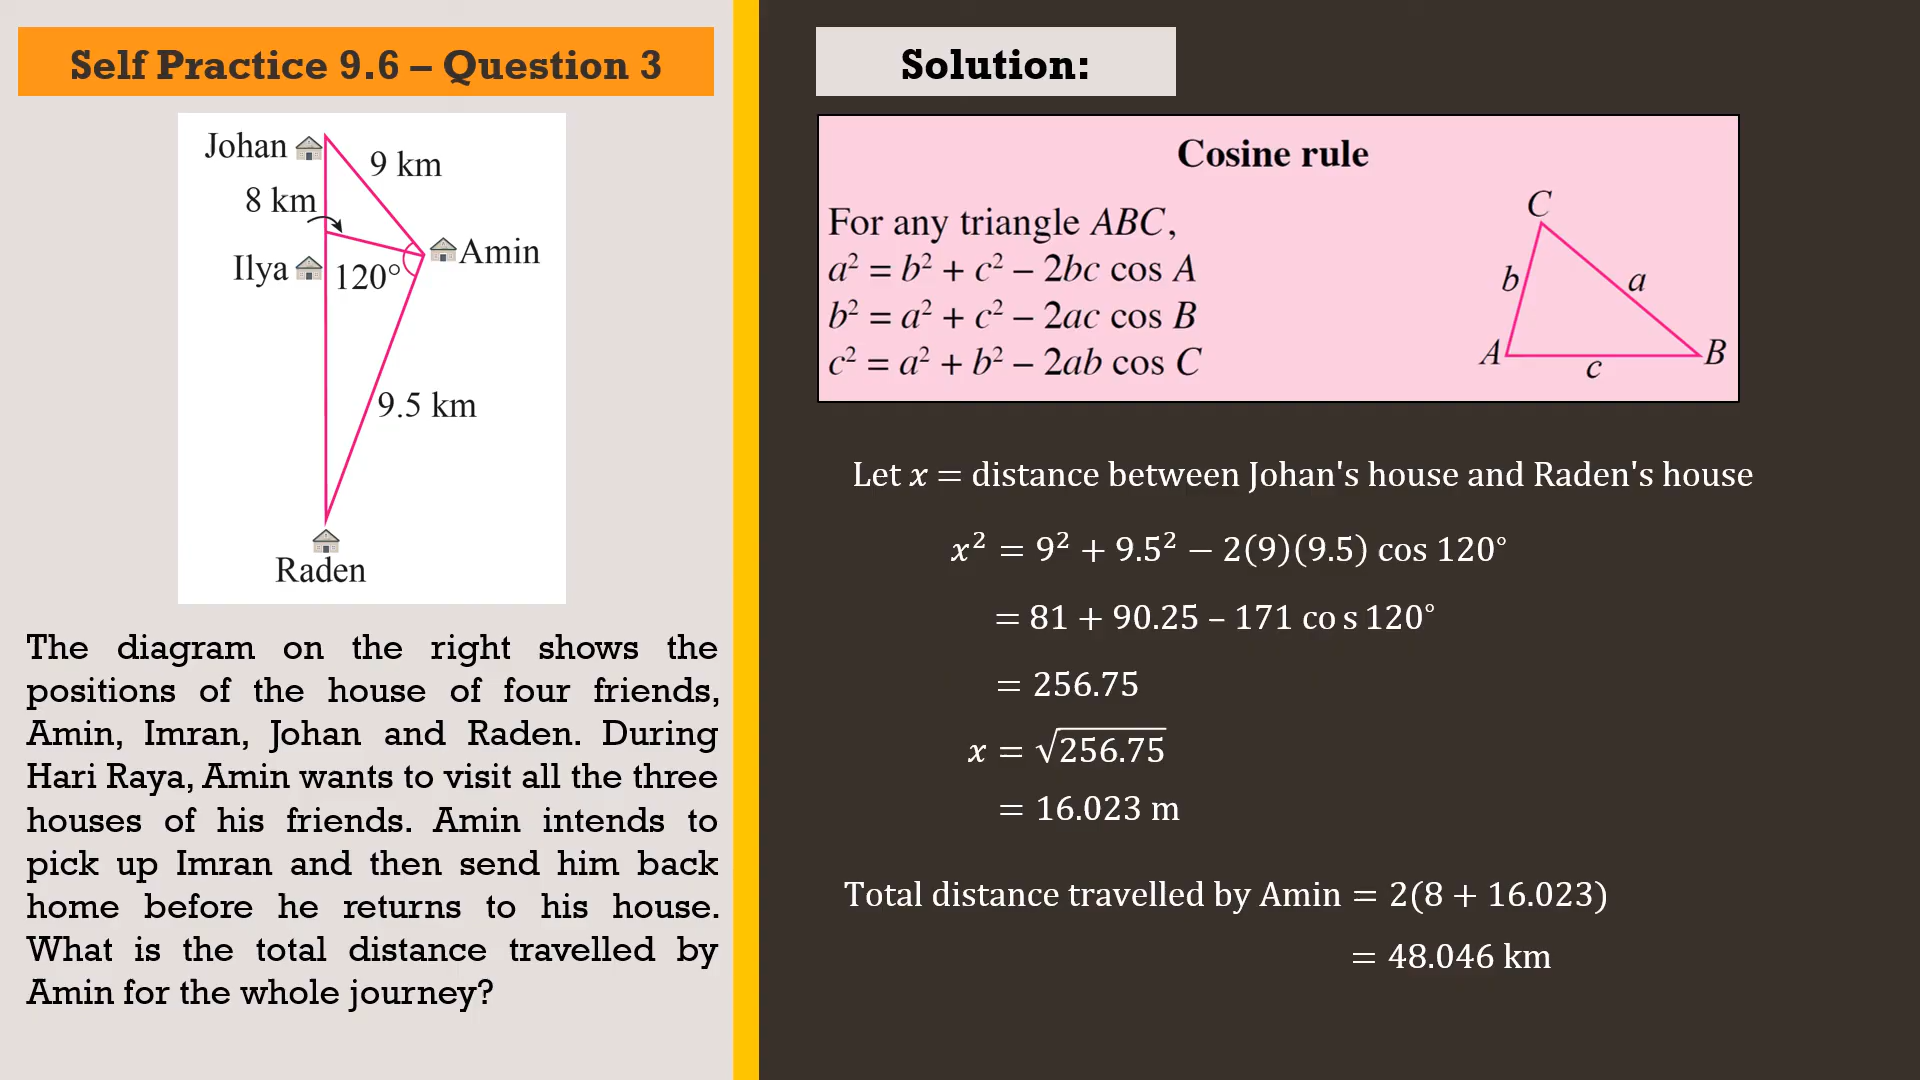 Self Practice 9.6 – Question 3
Johan
9 km
8 km
Amin
Ilya
120°
9.5 km
Raden
The diagram on the right shows the
positions of the house of four friends,
Amin, Imran, Johan and Raden. During
Hari Raya, Amin wants to visit all the three
houses of his friends. Amin intends to
pick up Imran and then send him back
home before he returns to his house.
What is the total distance travelled by
Amin for the whole journey?
Solution:
Cosine rule
For any triangle ABC,
a² = b² + c² – 2bc cos A
b² = a² + c² – 2ac cos B
c² = a² + b² – 2ab cos C
C
b
a
A
B
c
Let x = distance between Johan's house and Raden's house
x² = 9² + 9.5² − 2(9)(9.5) cos 120°
= 81 + 90.25 – 171 cos 120°
= 256.75
x = √256.75
= 16.023 m
Total distance travelled by Amin = 2(8 + 16.023)
= 48.046 km